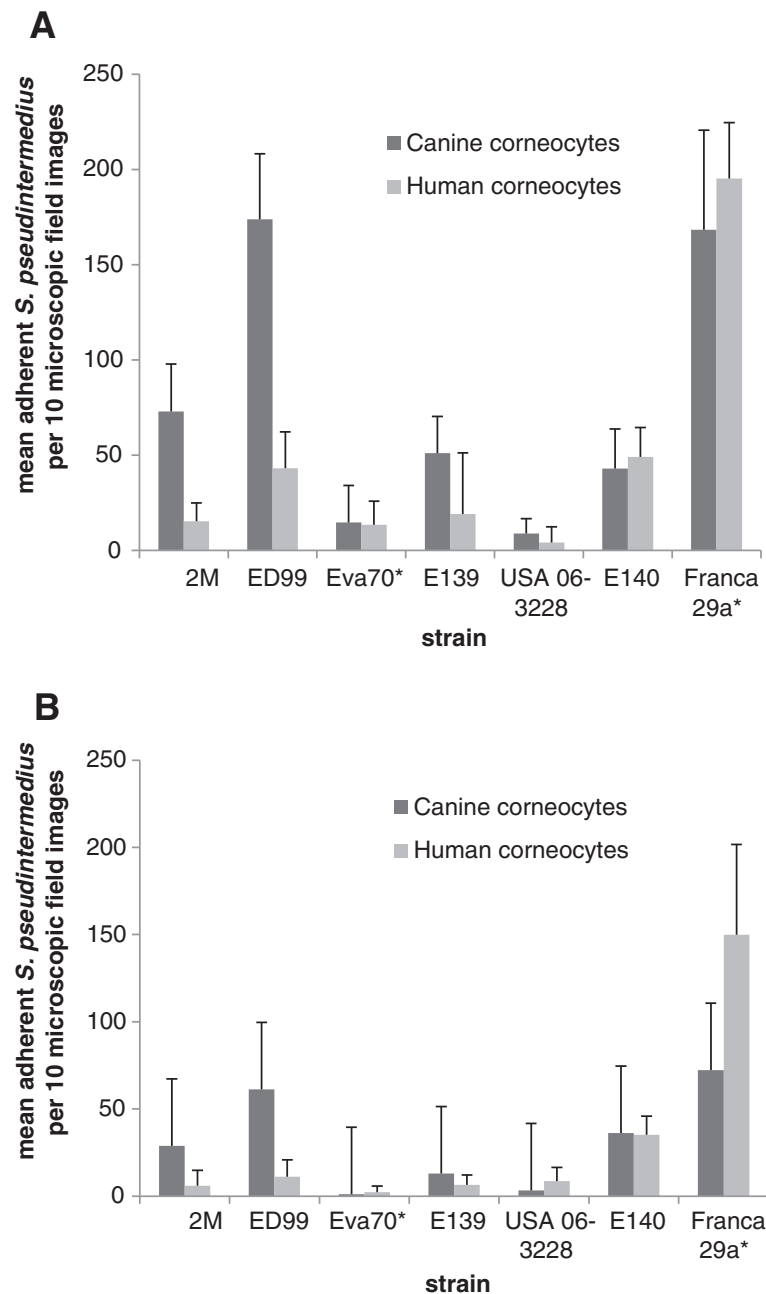 A
mean adherent S. pseudintermedius
per 10 microscopic field images
250
200
150
100
50
0
Canine corneocytes
Human corneocytes
2M ED99 Eva70* E139 USA 06- E140 Franca
3228 29a*
strain
B
mean adherent S. pseudintermedius
per 10 microscopic field images
250
200
150
100
50
0
Canine corneocytes
Human corneocytes
2M ED99 Eva70* E139 USA 06- E140 Franca
3228 29a*
strain